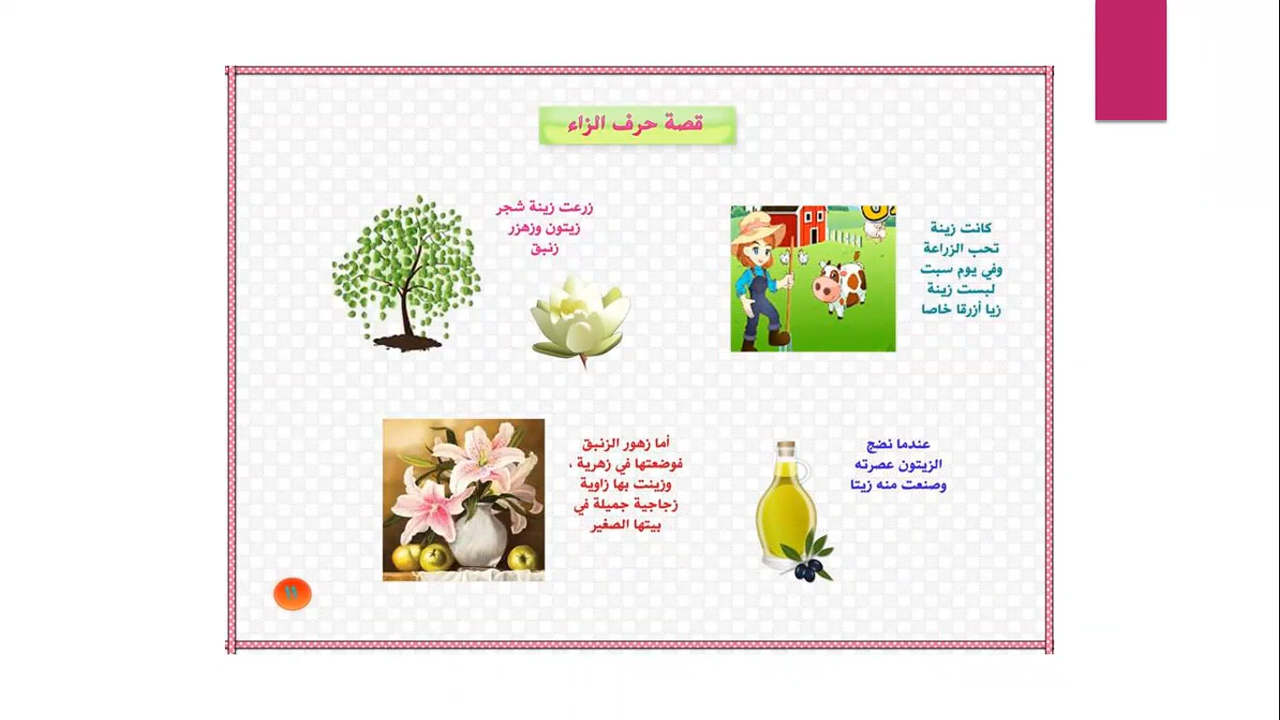 قصة حرف الزاء
كانت زينة
تحب الزراعة
وفي يوم سبت
لبست زينة
زيا أزرقا خاصا
زرعت زينة شجر
زيتون وزهزر
زنبق
عندما نضج
الزيتون عصرته
وصنعت منه زيتا
أما زهور الزنبق
فوضعتها في زهرية ،
وزينت بها زاوية
زجاجية جميلة في
بيتها الصغير
١١